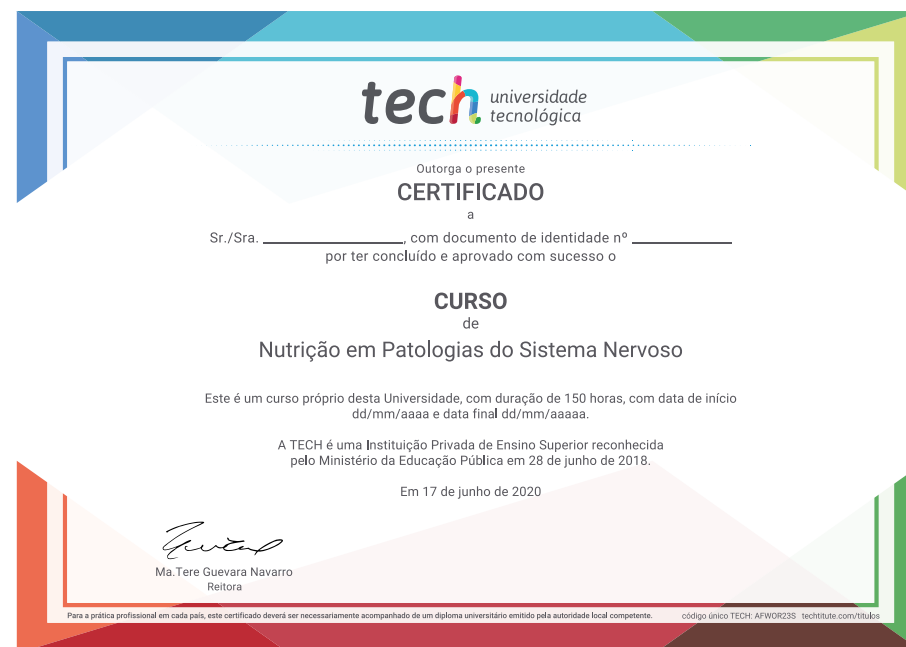 tech universidade
tecnológica
Outorga o presente
CERTIFICADO
a
Sr./Sra. ____________________, com documento de identidade nº ______________
por ter concluído e aprovado com sucesso o
CURSO
de
Nutrição em Patologias do Sistema Nervoso
Este é um curso próprio desta Universidade, com duração de 150 horas, com data de início
dd/mm/aaaa e data final dd/mm/aaaaa.
A TECH é uma Instituição Privada de Ensino Superior reconhecida
pelo Ministério da Educação Pública em 28 de junho de 2018.
Em 17 de junho de 2020
Ma.Tere Guevara Navarro
Reitora
Para a prática profissional em cada país, este certificado deverá ser necessariamente acompanhado de um diploma universitário emitido pela autoridade local competente. código único TECH: AFWOR23S techtitute.com/titulos